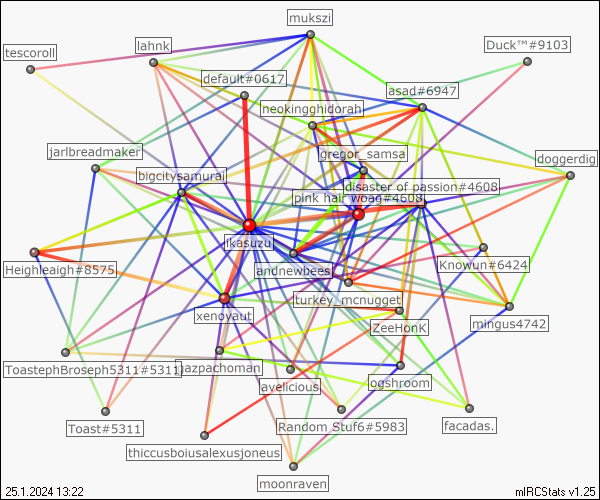 mukszi
lahnk
Duck™#9103
tescoroll
default#0617
asad#6947
neokingghidorah
jarlbreadmaker
gregor_samsa
doggerdig
bigcitysamurai
disaster of passion#4608
pink hair woag#4608
ikasuzu
Heighleaigh#8575
andnewbees
Knowun#6424
turkey_mcnugget
xenoyaut
ZeeHonK
mingus4742
ToastephBroseph5311#5311
gazpachoman
avelicious
ogshroom
Toast#5311
Random Stuf6#5983
facadas.
thiccusboiusalexusjoneus
moonraven
25.1.2024 13:22
mIRCStats v1.25